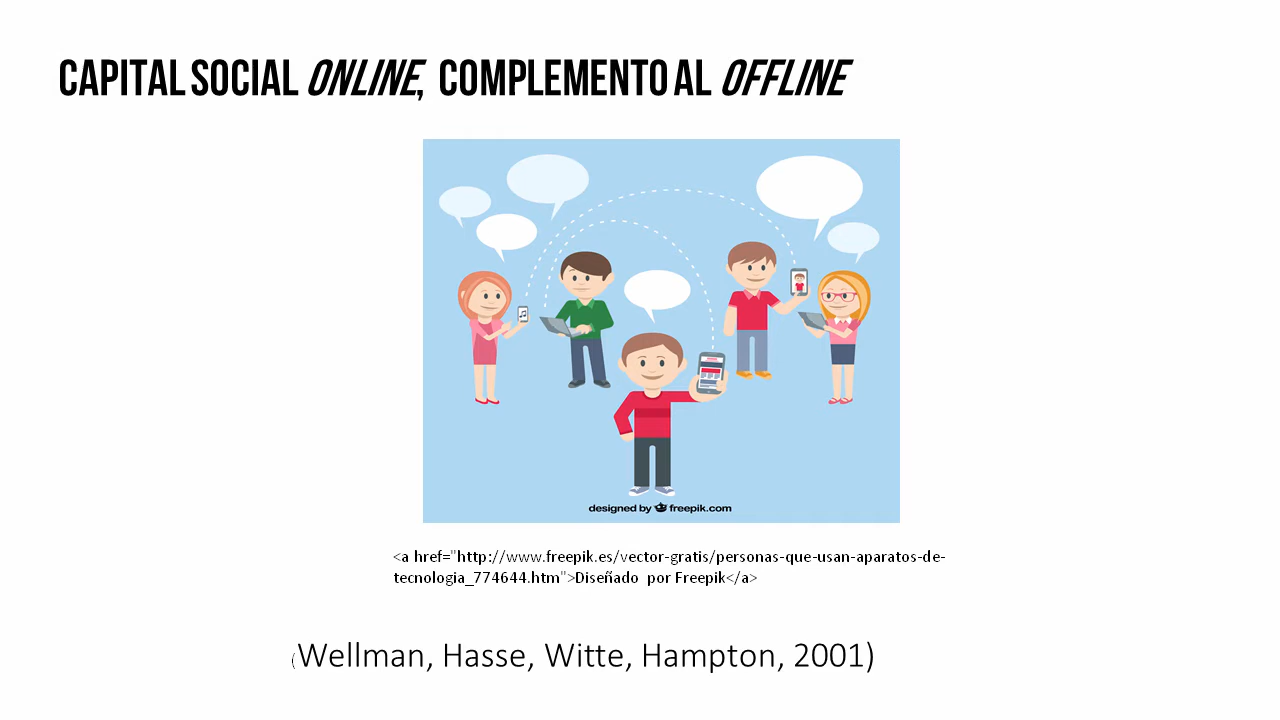 CAPITAL SOCIAL ONLINE, COMPLEMENTO AL OFFLINE
designed by freepik.com
<a href="http://www.freepik.es/vector-gratis/personas-que-usan-aparatos-de-
tecnologia_774644.htm">Diseñado por Freepik</a>
(Wellman, Hasse, Witte, Hampton, 2001)